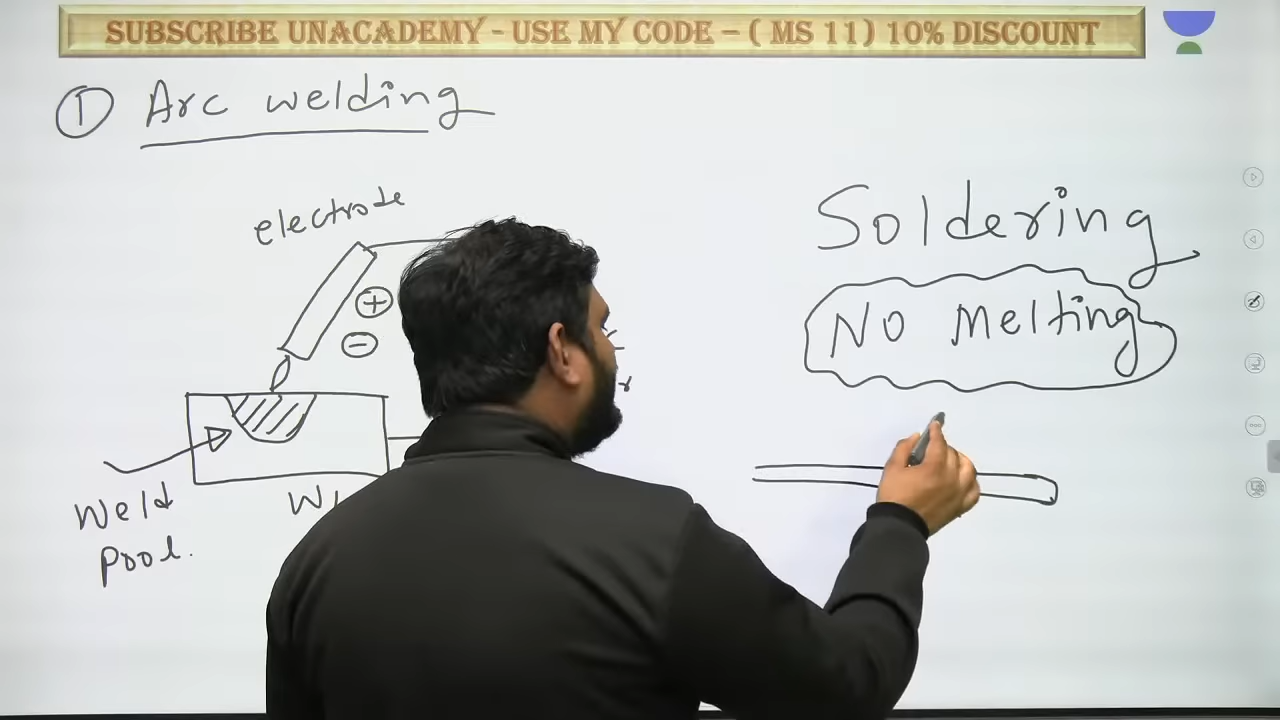 SUBSCRIBE UNACADEMY - USE MY CODE – ( MS 11) 10% DISCOUNT
① Arc welding
electrode
+
−
Weld
Pool.
Soldering
No Melting